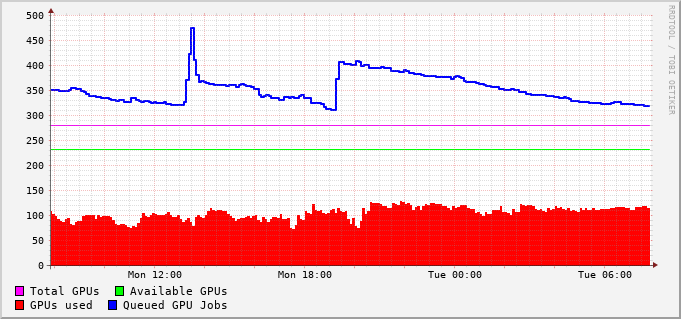 500
450
400
350
300
250
200
150
100
50
0
Mon 12:00 Mon 18:00 Tue 00:00 Tue 06:00
Total GPUs Available GPUs
GPUs used Queued GPU Jobs
RRDTOOL / TOBI OETIKER